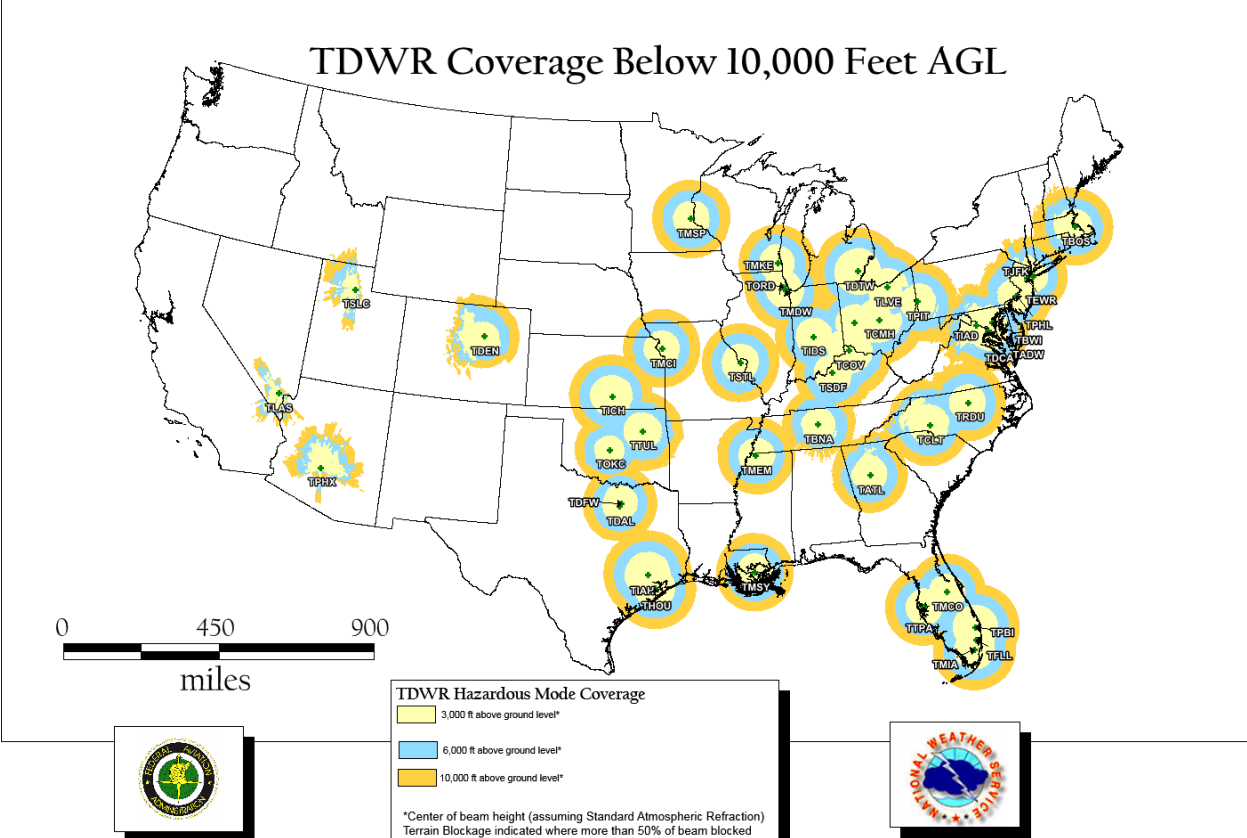 TDWR Coverage Below 10,000 Feet AGL
TMSP
TBOS
TMKE
TJFK
TORD
TDTW
TSLC
TLVE
TEWR
TMDW
TPIT
TPHL
TCMH
TIAD
TBWI
TDEN
TIDS
TADW
TDCA
TMCI
TCOV
TSTL
TSDF
TLAS
TICH
TRDU
TBNA
TCLT
TTUL
TOKC
TMEM
TPHX
TATL
TDFW
TDAL
TMSY
TIAH
THOU
TMCO
TTPA
TPBI
TFLL
TMIA
0 450 900
miles
TDWR Hazardous Mode Coverage
3,000 ft above ground level*
6,000 ft above ground level*
10,000 ft above ground level*
*Center of beam height (assuming Standard Atmospheric Refraction)
Terrain Blockage indicated where more than 50% of beam blocked
FEDERAL AVIATION
ADMINISTRATION
NATIONAL WEATHER SERVICE